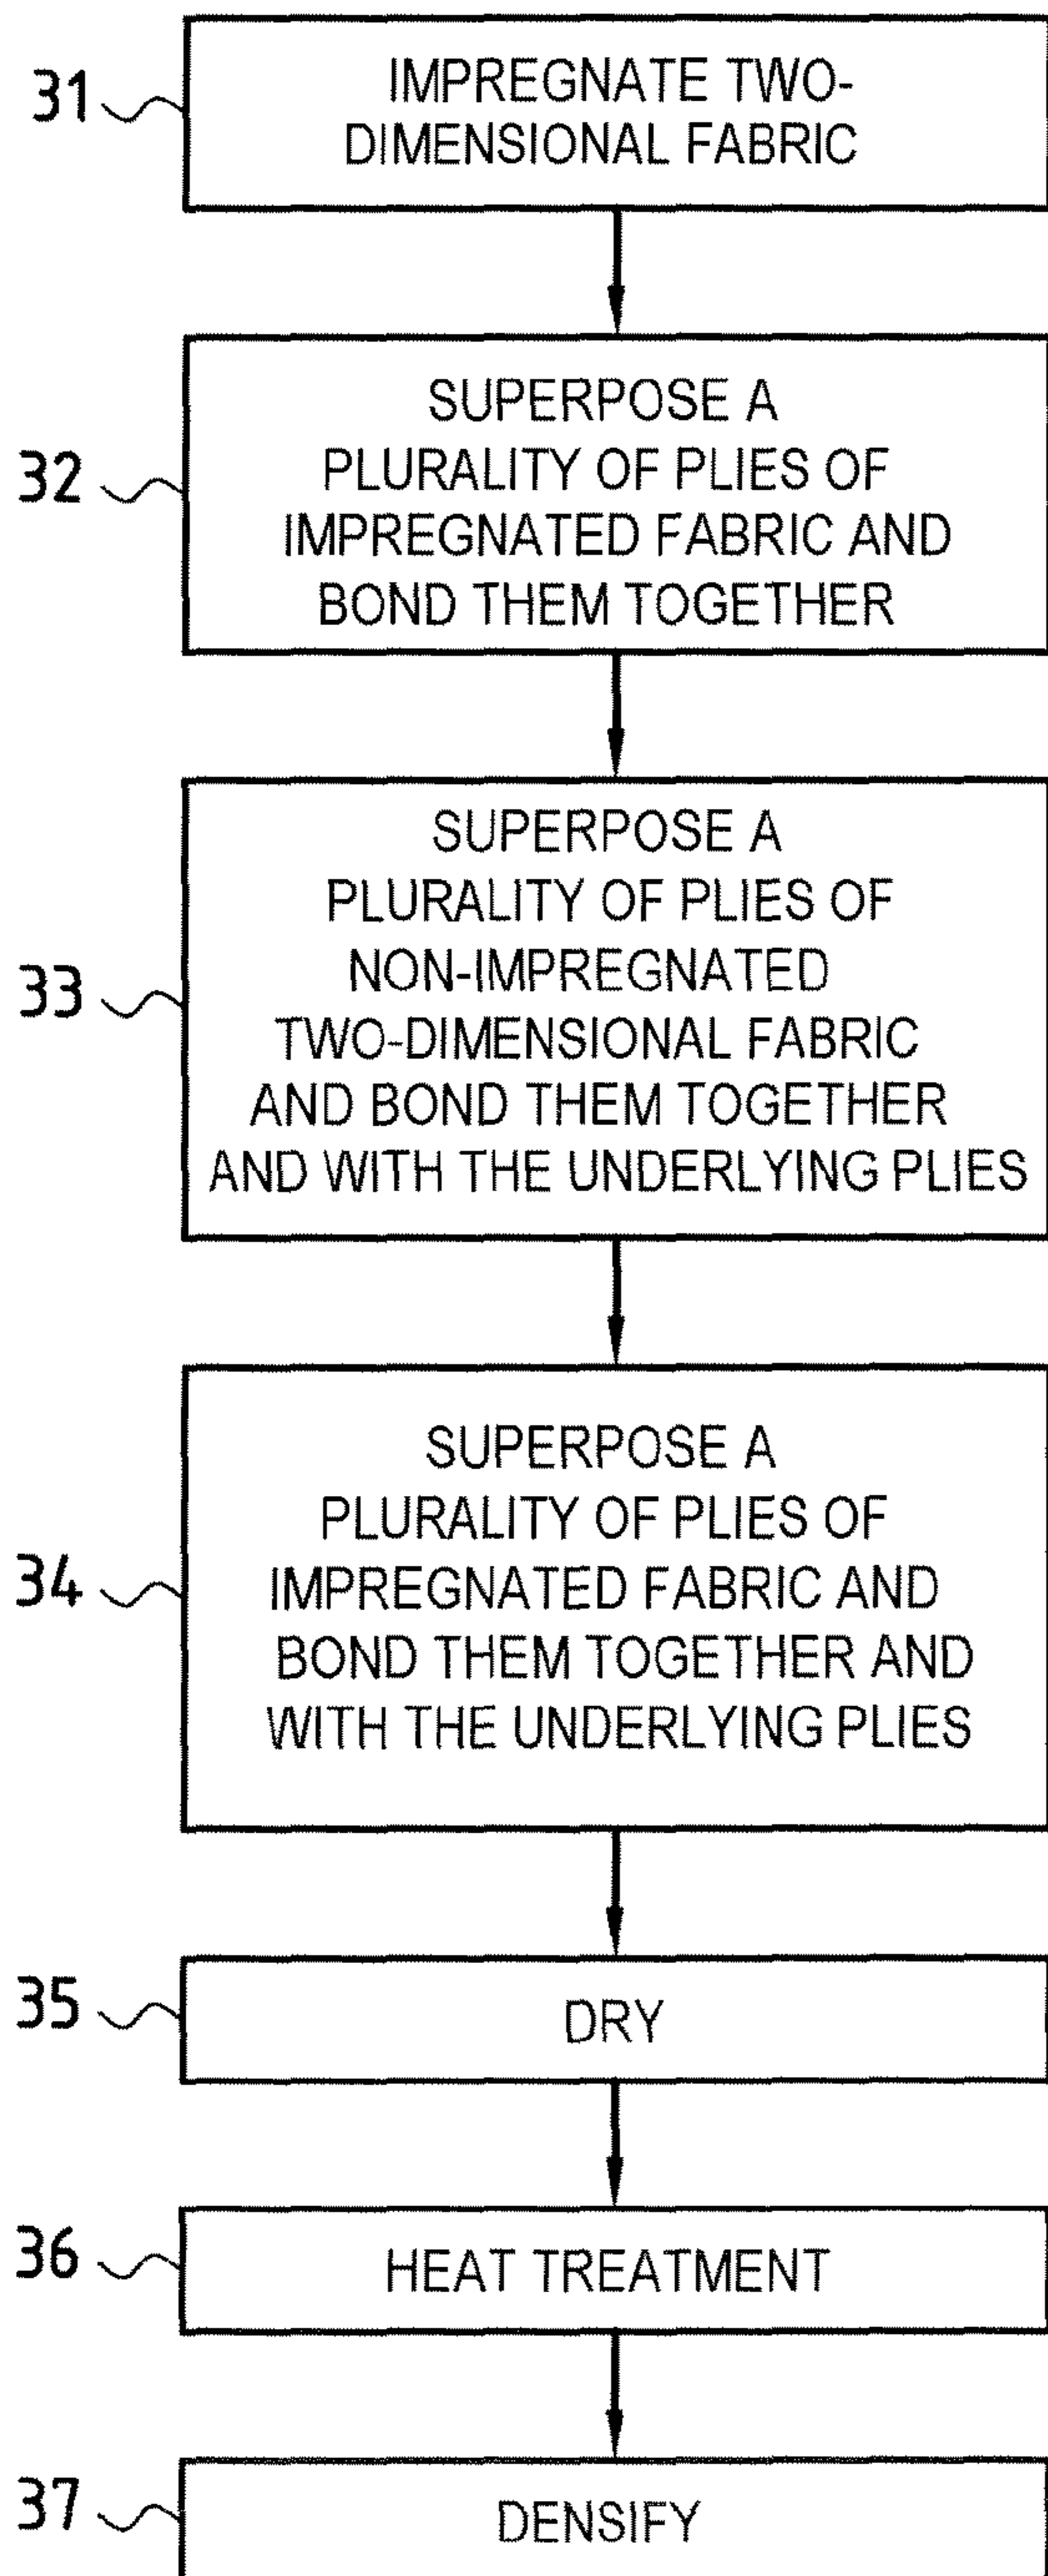 31
IMPREGNATE TWO-
DIMENSIONAL FABRIC
32
SUPERPOSE A
PLURALITY OF PLIES OF
IMPREGNATED FABRIC AND
BOND THEM TOGETHER
33
SUPERPOSE A
PLURALITY OF PLIES OF
NON-IMPREGNATED
TWO-DIMENSIONAL FABRIC
AND BOND THEM TOGETHER
AND WITH THE UNDERLYING PLIES
34
SUPERPOSE A
PLURALITY OF PLIES OF
IMPREGNATED FABRIC AND
BOND THEM TOGETHER AND
WITH THE UNDERLYING PLIES
35
DRY
36
HEAT TREATMENT
37
DENSIFY